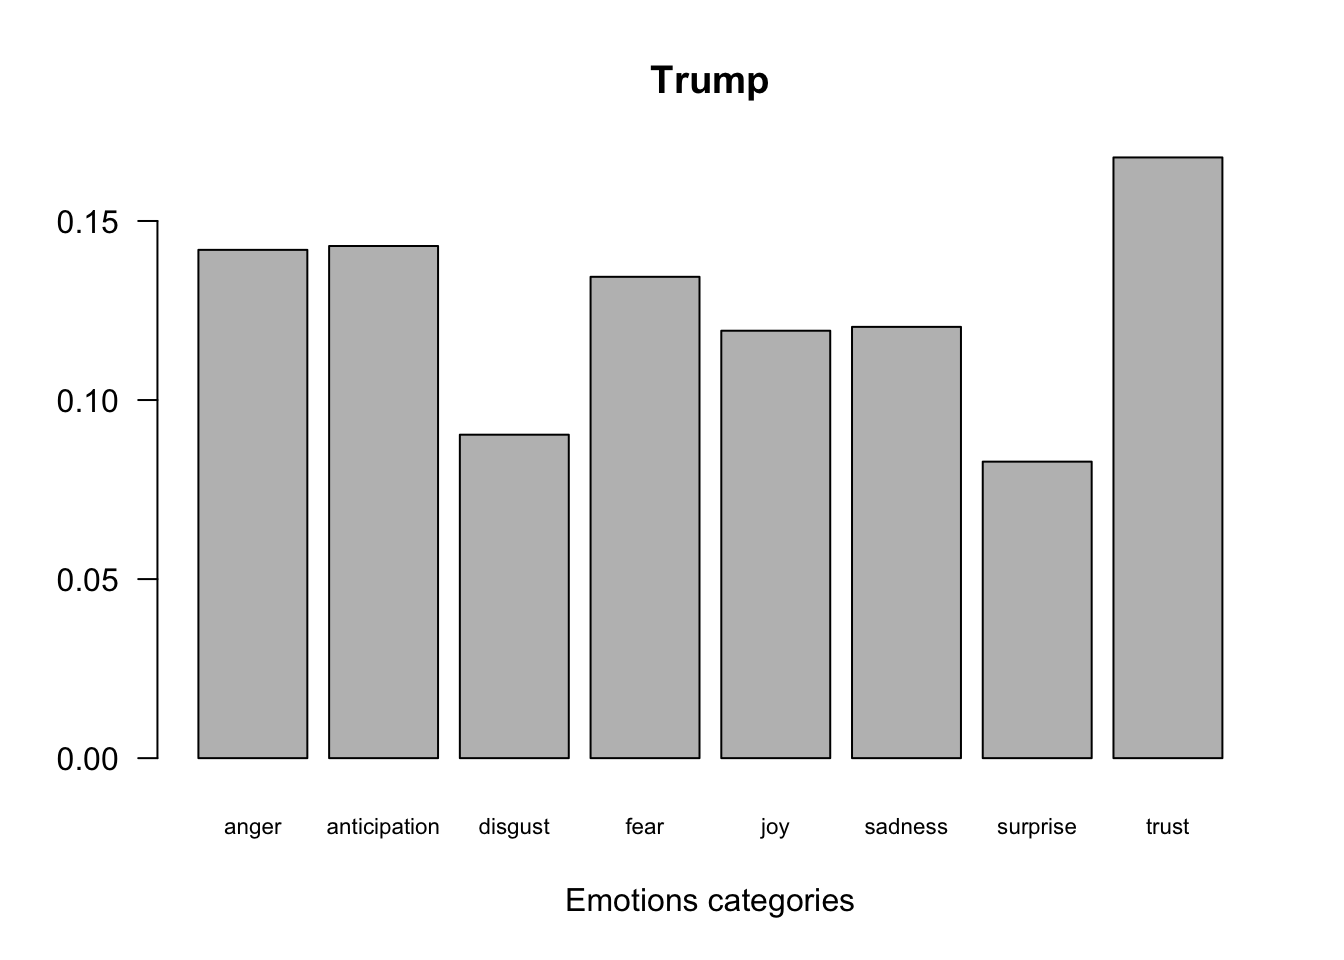 Trump
0.15
0.10
0.05
0.00
anger anticipation disgust fear joy sadness surprise trust
Emotions categories